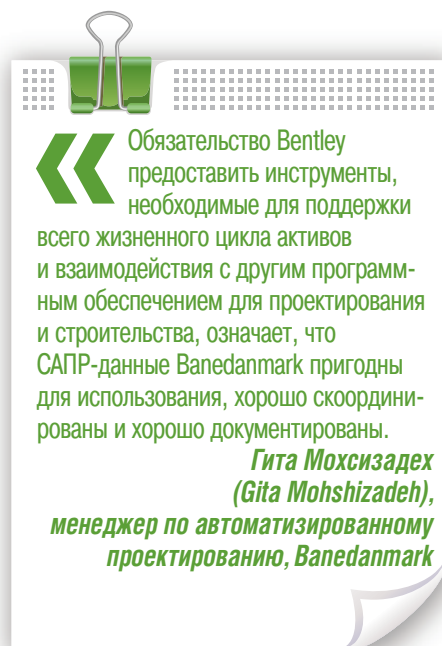 «Обязательство Bentley
предоставить инструменты,
необходимые для поддержки
всего жизненного цикла активов
и взаимодействия с другим программ-
ным обеспечением для проектирования
и строительства, означает, что
САПР-данные Banedanmark пригодны
для использования, хорошо скоордини-
рованы и хорошо документированы.
Гита Мохсизадех
(Gita Mohshizadeh),
менеджер по автоматизированному
проектированию, Banedanmark